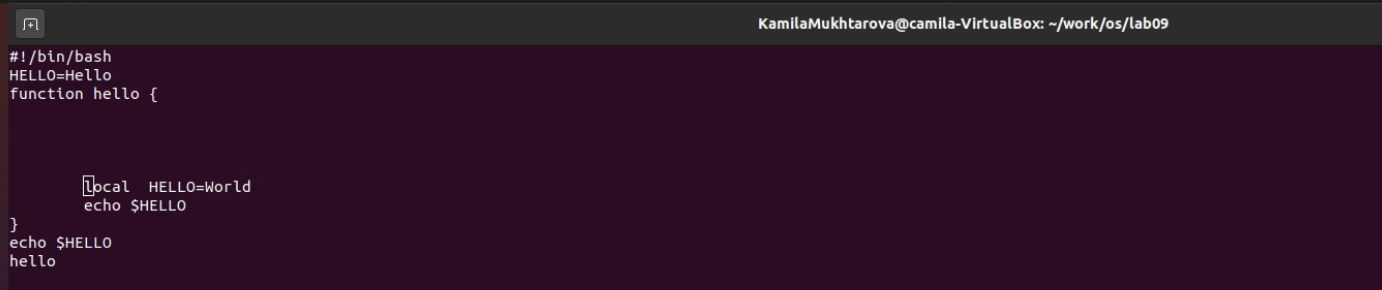 KamilaMukhtarova@camila-VirtualBox: ~/work/os/lab09
#!/bin/bash
HELLO=Hello
function hello {
        local  HELLO=World
        echo $HELLO
}
echo $HELLO
hello